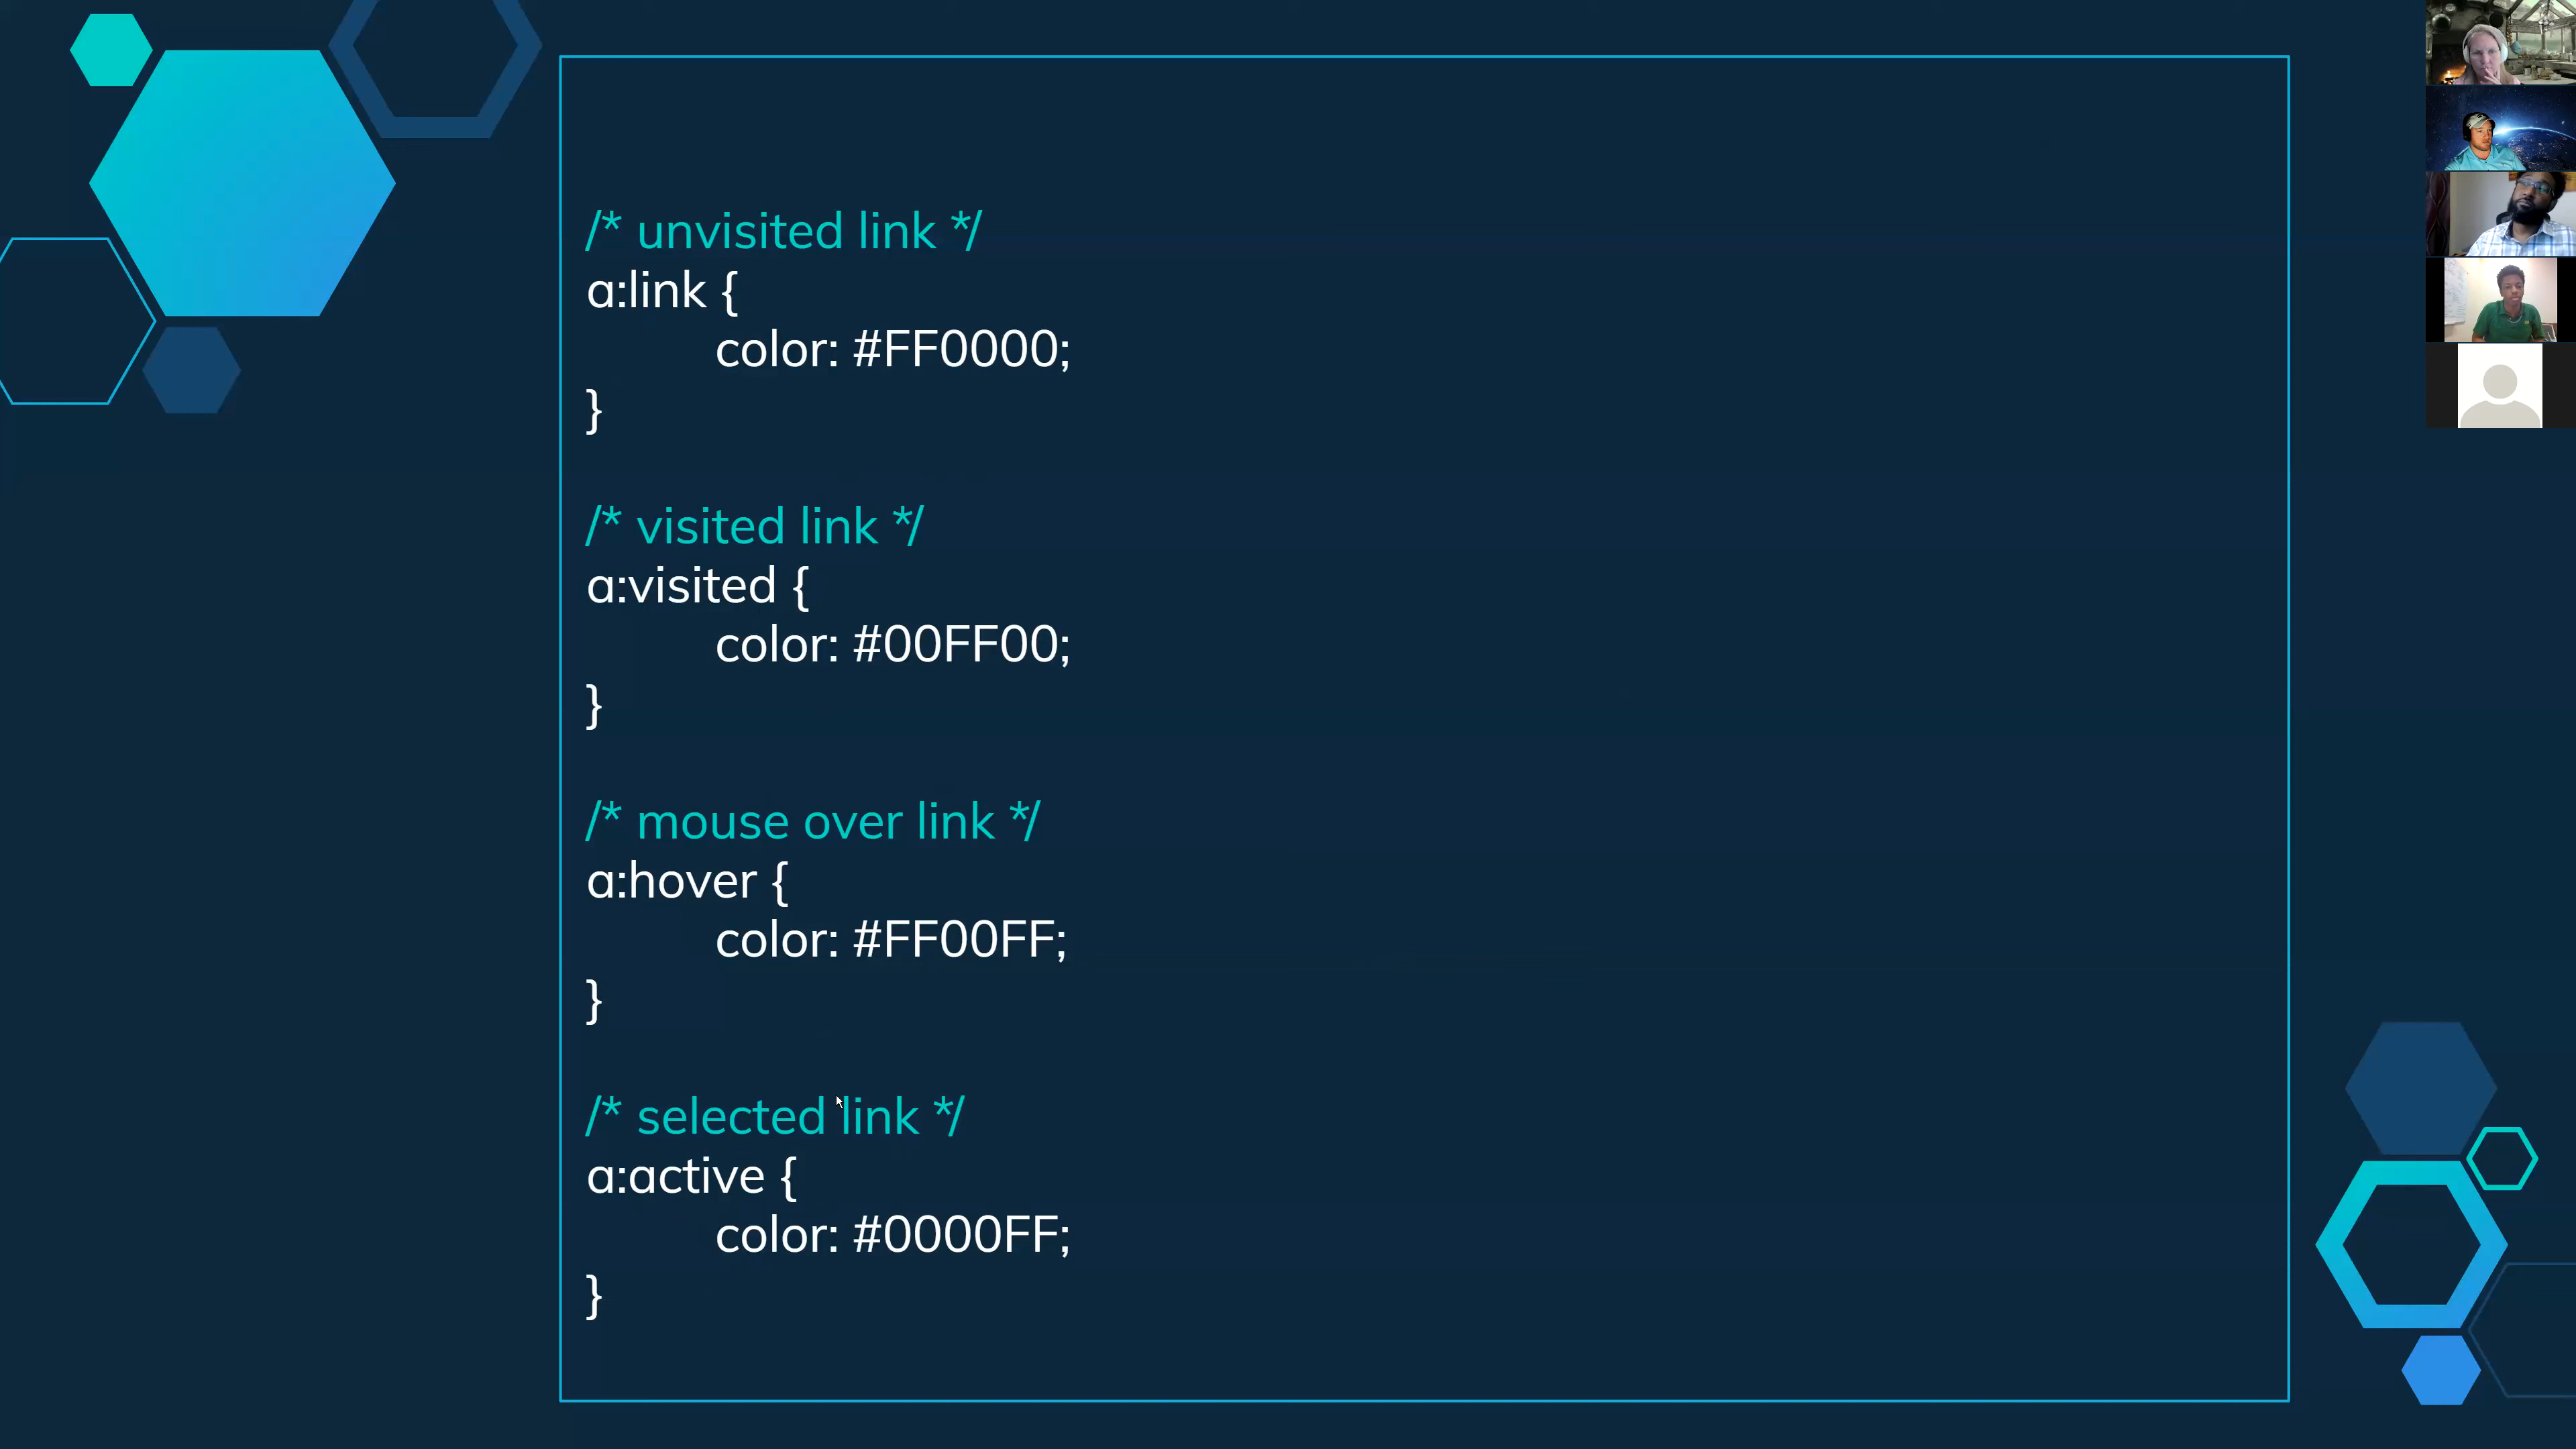 /* unvisited link */
a:link {
color: #FF0000;
}
/* visited link */
a:visited {
color: #00FF00;
}
/* mouse over link */
a:hover {
color: #FF00FF;
}
/* selected link */
a:active {
color: #0000FF;
}